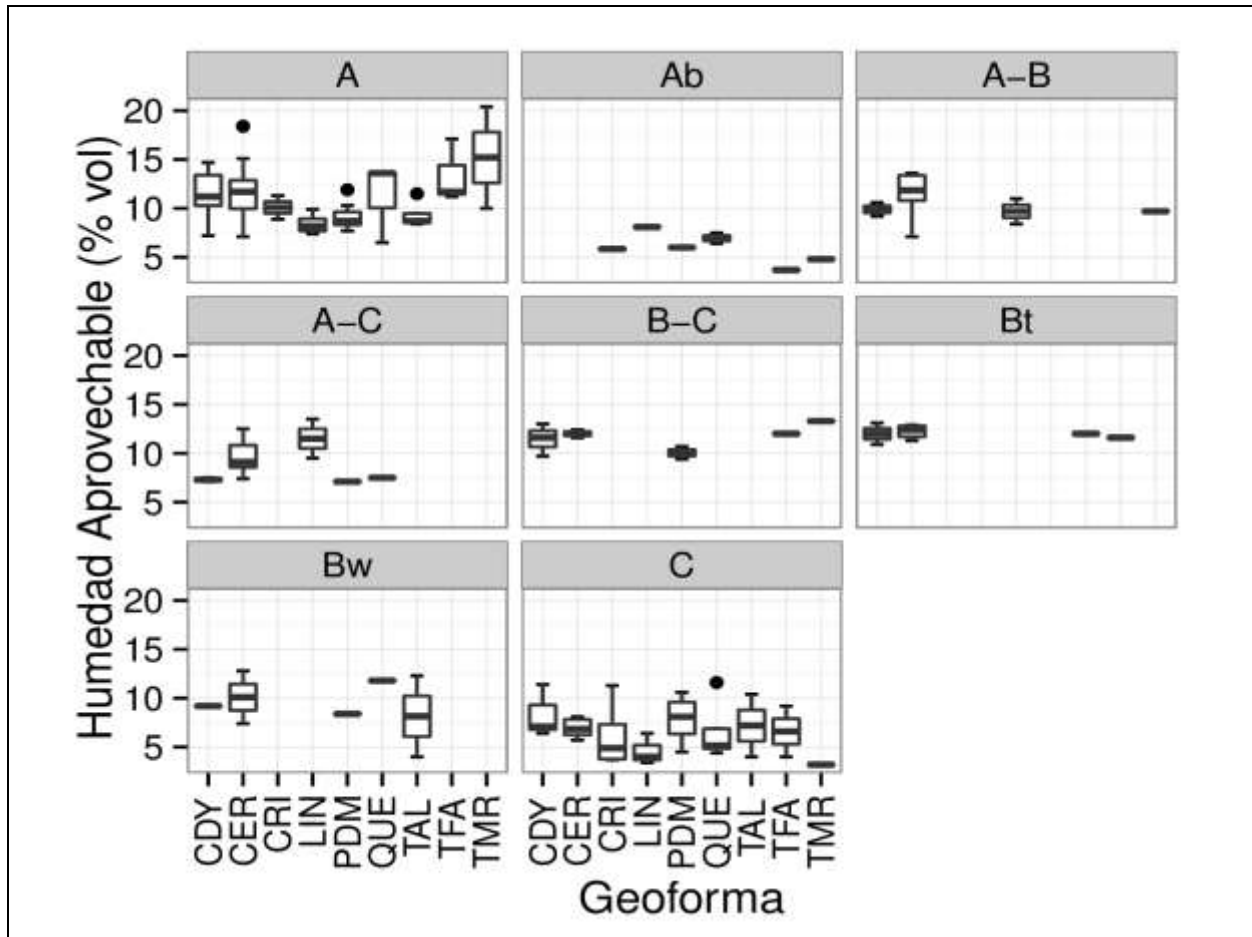 A
Ab
A–B
20
15
10
5
A–C
B–C
Bt
20
15
10
5
Bw
C
20
15
10
5
Humedad Aprovechable (% vol)
CDY
CER
CRI
LIN
PDM
QUE
TAL
TFA
TMR
CDY
CER
CRI
LIN
PDM
QUE
TAL
TFA
TMR
Geoforma